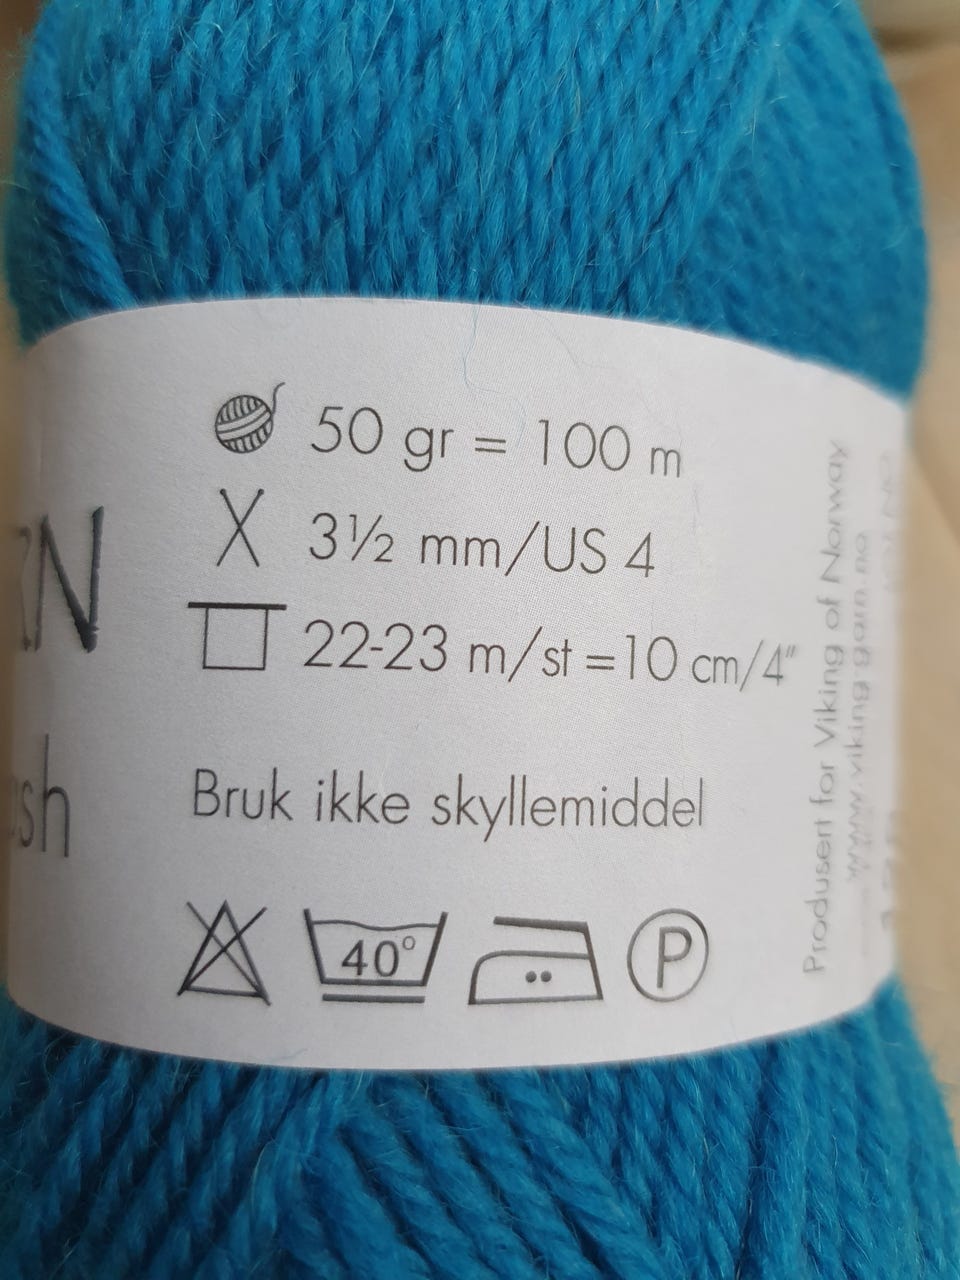 50 gr = 100 m
3½ mm/US 4
22-23 m/st =10 cm/4"
Bruk ikke skyllemiddel
40°
P
Produsert for Viking of Norway
www.viking-garn.no